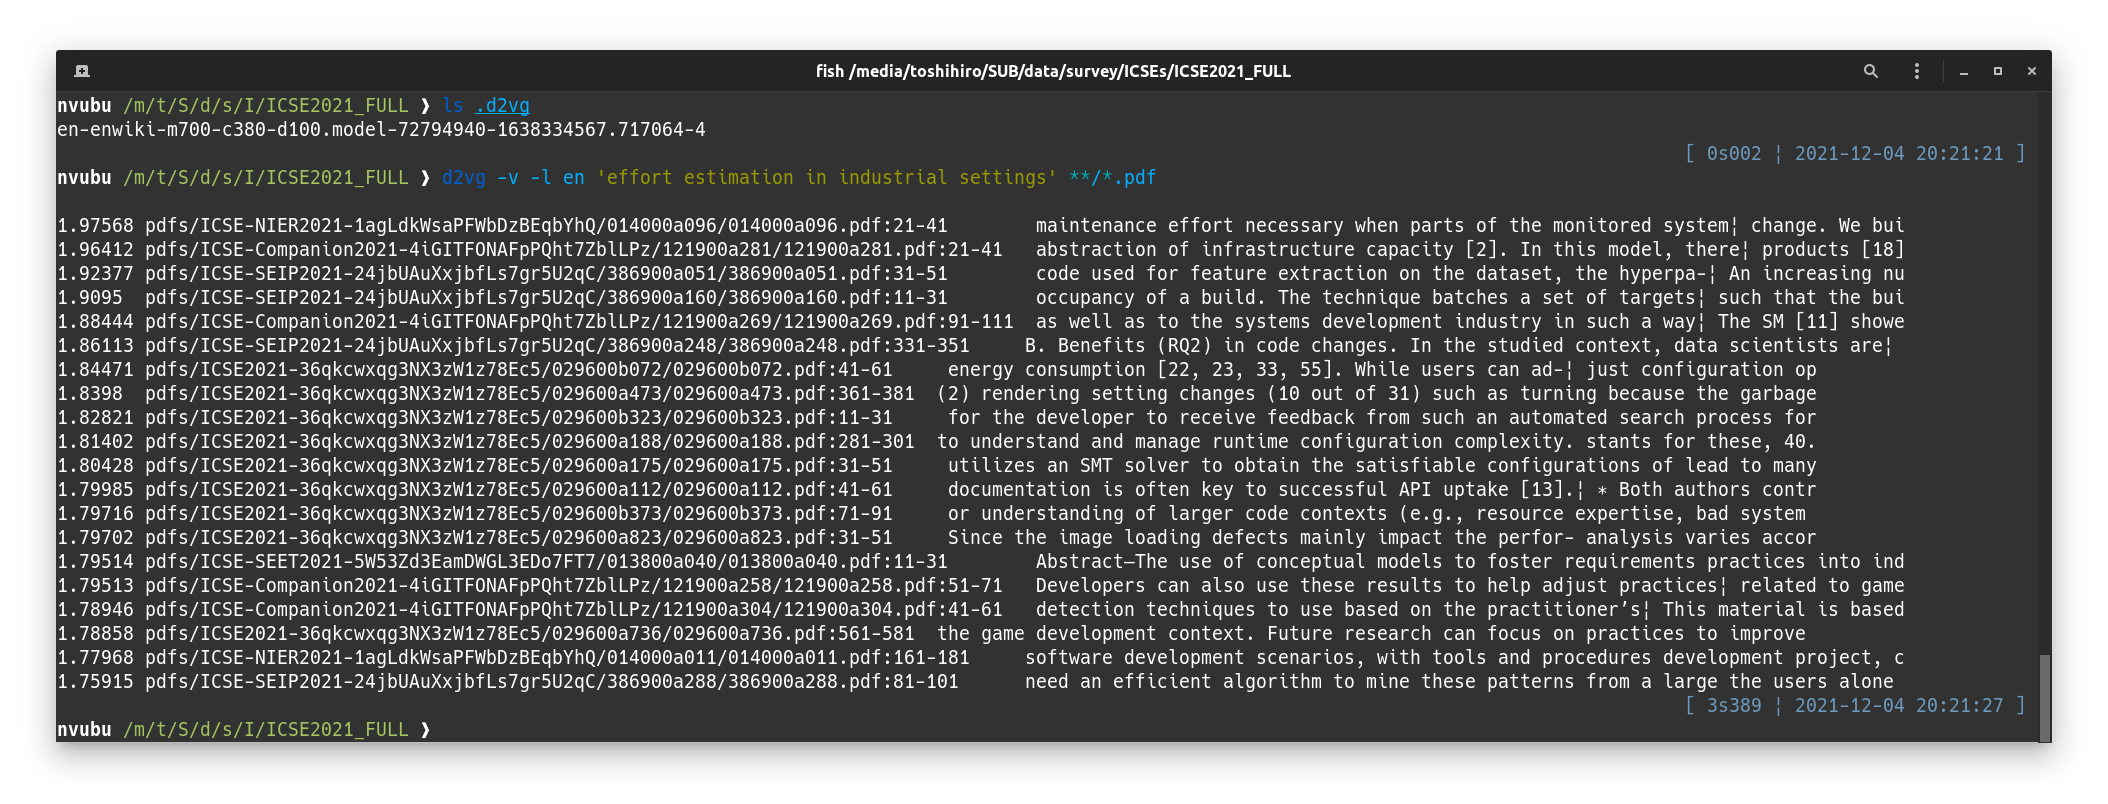 fish /media/toshihiro/SUB/data/survey/ICSEs/ICSE2021_FULL
nvubu /m/t/S/d/s/I/ICSE2021_FULL ❯ ls .d2vg
en-enwiki-m700-c380-d100.model-72794940-1638334567.717064-4
[ 0s002 ¦ 2021-12-04 20:21:21 ]
nvubu /m/t/S/d/s/I/ICSE2021_FULL ❯ d2vg -v -l en 'effort estimation in industrial settings' **/*.pdf
1.97568 pdfs/ICSE-NIER2021-1agLdkWsaPFWbDzBEqbYhQ/014000a096/014000a096.pdf:21-41 maintenance effort necessary when parts of the monitored system¦ change. We bui
1.96412 pdfs/ICSE-Companion2021-4iGITFONAFpPQht7ZblLPz/121900a281/121900a281.pdf:21-41 abstraction of infrastructure capacity [2]. In this model, there¦ products [18]
1.92377 pdfs/ICSE-SEIP2021-24jbUAuXxjbfLs7gr5U2qC/386900a051/386900a051.pdf:31-51 code used for feature extraction on the dataset, the hyperpa-¦ An increasing nu
1.9095 pdfs/ICSE-SEIP2021-24jbUAuXxjbfLs7gr5U2qC/386900a160/386900a160.pdf:11-31 occupancy of a build. The technique batches a set of targets¦ such that the bui
1.88444 pdfs/ICSE-Companion2021-4iGITFONAFpPQht7ZblLPz/121900a269/121900a269.pdf:91-111 as well as to the systems development industry in such a way¦ The SM [11] showe
1.86113 pdfs/ICSE-SEIP2021-24jbUAuXxjbfLs7gr5U2qC/386900a248/386900a248.pdf:331-351 B. Benefits (RQ2) in code changes. In the studied context, data scientists are¦
1.84471 pdfs/ICSE2021-36qkcwxqg3NX3zW1z78Ec5/029600b072/029600b072.pdf:41-61 energy consumption [22, 23, 33, 55]. While users can ad-¦ just configuration op
1.8398 pdfs/ICSE2021-36qkcwxqg3NX3zW1z78Ec5/029600a473/029600a473.pdf:361-381 (2) rendering setting changes (10 out of 31) such as turning because the garbage
1.82821 pdfs/ICSE2021-36qkcwxqg3NX3zW1z78Ec5/029600b323/029600b323.pdf:11-31 for the developer to receive feedback from such an automated search process for
1.81402 pdfs/ICSE2021-36qkcwxqg3NX3zW1z78Ec5/029600a188/029600a188.pdf:281-301 to understand and manage runtime configuration complexity. stants for these, 40.
1.80428 pdfs/ICSE2021-36qkcwxqg3NX3zW1z78Ec5/029600a175/029600a175.pdf:31-51 utilizes an SMT solver to obtain the satisfiable configurations of lead to many
1.79985 pdfs/ICSE2021-36qkcwxqg3NX3zW1z78Ec5/029600a112/029600a112.pdf:41-61 documentation is often key to successful API uptake [13].¦ ∗ Both authors contr
1.79716 pdfs/ICSE2021-36qkcwxqg3NX3zW1z78Ec5/029600b373/029600b373.pdf:71-91 or understanding of larger code contexts (e.g., resource expertise, bad system
1.79702 pdfs/ICSE2021-36qkcwxqg3NX3zW1z78Ec5/029600a823/029600a823.pdf:31-51 Since the image loading defects mainly impact the perfor- analysis varies accor
1.79514 pdfs/ICSE-SEET2021-5W53Zd3EamDWGL3EDo7FT7/013800a040/013800a040.pdf:11-31 Abstract—The use of conceptual models to foster requirements practices into ind
1.79513 pdfs/ICSE-Companion2021-4iGITFONAFpPQht7ZblLPz/121900a258/121900a258.pdf:51-71 Developers can also use these results to help adjust practices¦ related to game
1.78946 pdfs/ICSE-Companion2021-4iGITFONAFpPQht7ZblLPz/121900a304/121900a304.pdf:41-61 detection techniques to use based on the practitioner’s¦ This material is based
1.78858 pdfs/ICSE2021-36qkcwxqg3NX3zW1z78Ec5/029600a736/029600a736.pdf:561-581 the game development context. Future research can focus on practices to improve
1.77968 pdfs/ICSE-NIER2021-1agLdkWsaPFWbDzBEqbYhQ/014000a011/014000a011.pdf:161-181 software development scenarios, with tools and procedures development project, c
1.75915 pdfs/ICSE-SEIP2021-24jbUAuXxjbfLs7gr5U2qC/386900a288/386900a288.pdf:81-101 need an efficient algorithm to mine these patterns from a large the users alone
[ 3s389 ¦ 2021-12-04 20:21:27 ]
nvubu /m/t/S/d/s/I/ICSE2021_FULL ❯